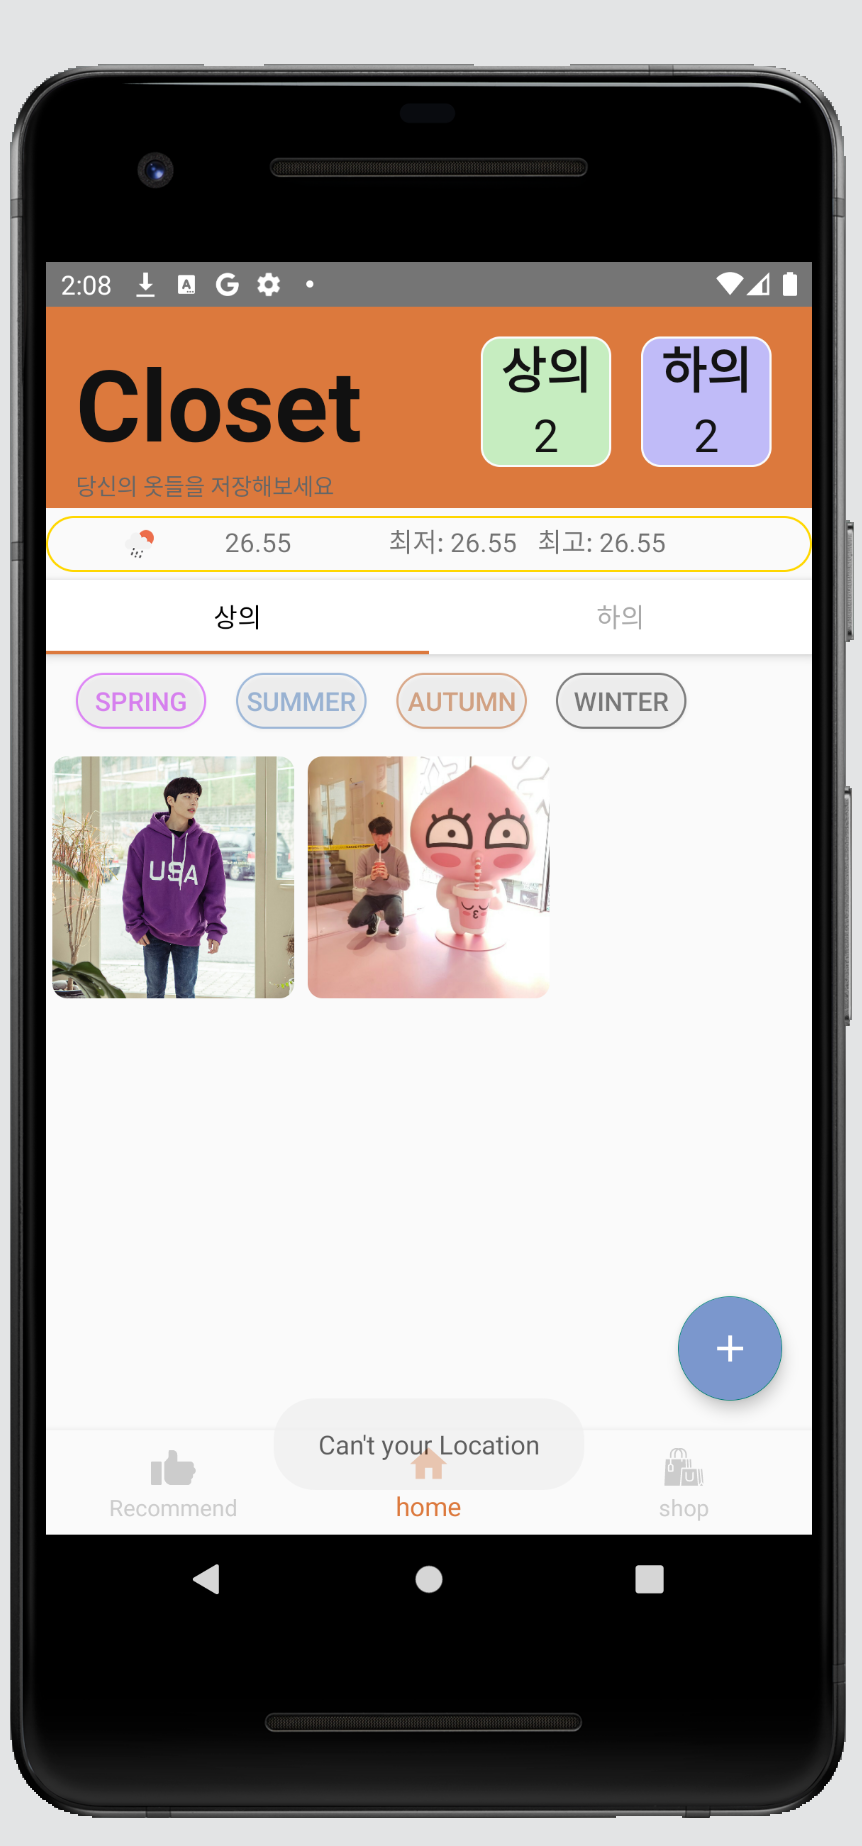 2:08
Closet
당신의 옷들을 저장해보세요
상의
2
하의
2
26.55 최저: 26.55 최고: 26.55
상의 하의
SPRING SUMMER AUTUMN WINTER
USA
Can't your Location
Recommend home shop